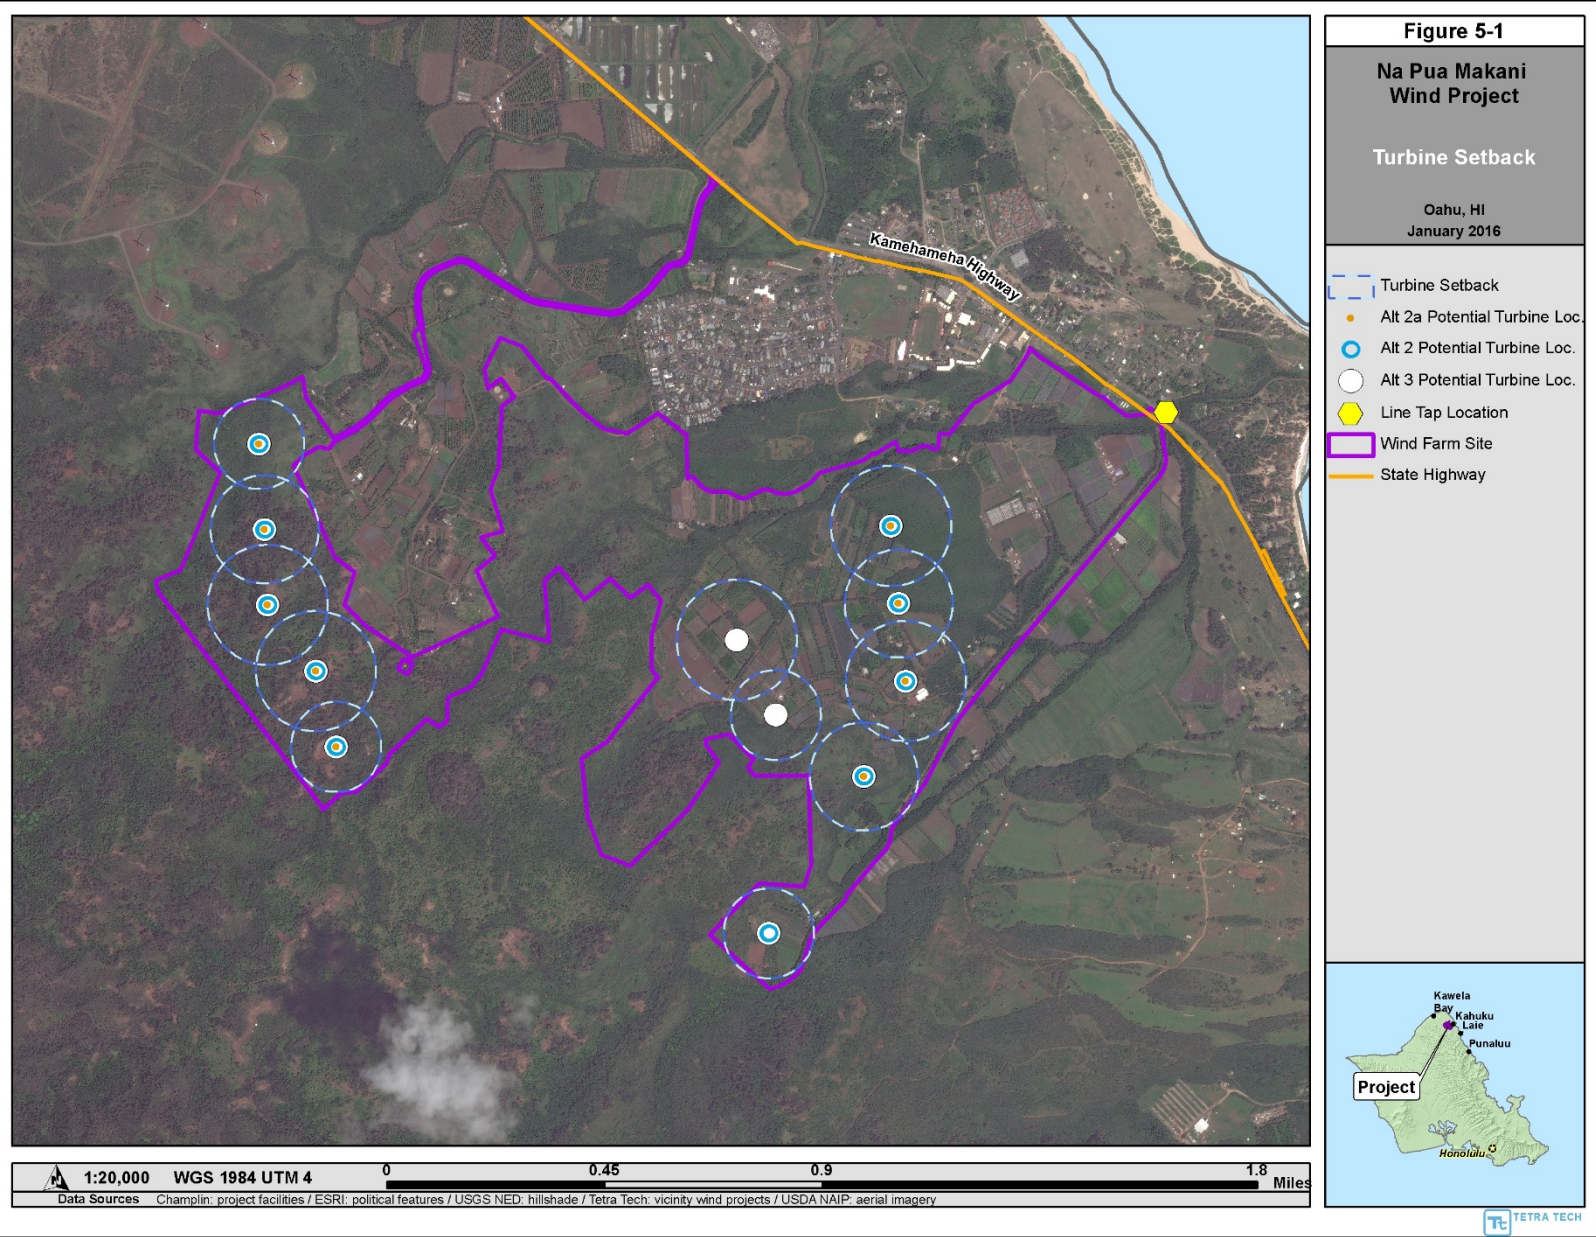 Figure 5-1
Na Pua Makani
Wind Project
Turbine Setback
Oahu, HI
January 2016
Turbine Setback
Alt 2a Potential Turbine Loc.
Alt 2 Potential Turbine Loc.
Alt 3 Potential Turbine Loc.
Line Tap Location
Wind Farm Site
State Highway
Kamehameha Highway
Kawela
Bay
Kahuku
Laie
Punaluu
Project
Honolulu
N
1:20,000 WGS 1984 UTM 4
0 0.45 0.9 1.8
Miles
Data Sources Champlin: project facilities / ESRI: political features / USGS NED: hillshade / Tetra Tech: vicinity wind projects / USDA NAIP: aerial imagery
Tt TETRA TECH